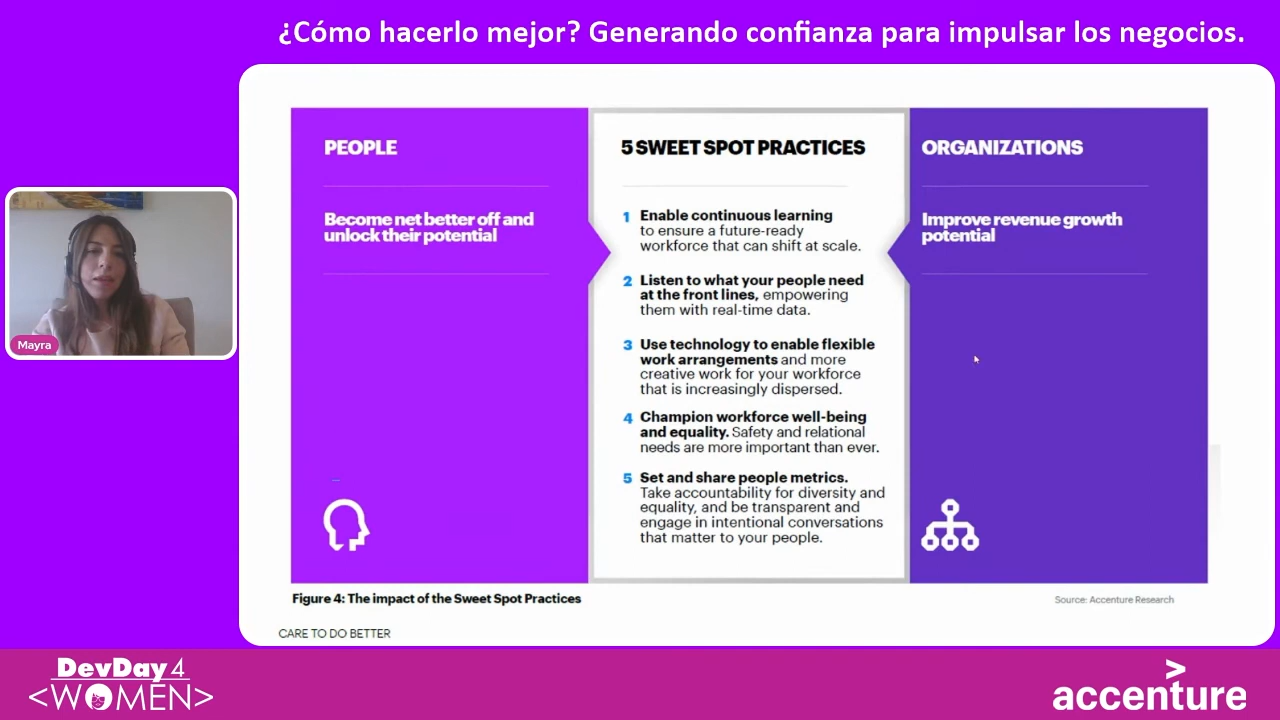 ¿Cómo hacerlo mejor? Generando confianza para impulsar los negocios.
PEOPLE
Become net better off and
unlock their potential
5 SWEET SPOT PRACTICES
1 Enable continuous learning
to ensure a future-ready
workforce that can shift at scale.
2 Listen to what your people need
at the front lines, empowering
them with real-time data.
3 Use technology to enable flexible
work arrangements and more
creative work for your workforce
that is increasingly dispersed.
4 Champion workforce well-being
and equality. Safety and relational
needs are more important than ever.
5 Set and share people metrics.
Take accountability for diversity and
equality, and be transparent and
engage in intentional conversations
that matter to your people.
ORGANIZATIONS
Improve revenue growth
potential
Mayra
Figure 4: The impact of the Sweet Spot Practices
Source: Accenture Research
CARE TO DO BETTER
DevDay4
<WOMEN>
accenture